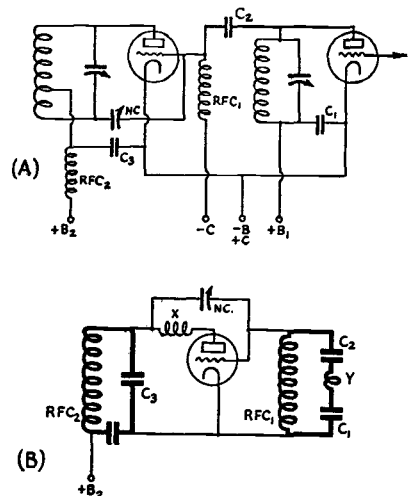 C2
NC
RFC1
C1
C3
(A)
RFC2
+B2
-C
-B
+C
+B1
NC.
X
C2
C3
Y
RFC2
RFC1
C1
(B)
+B2